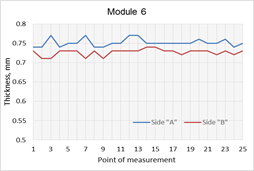 Module 6
0.8
0.75
0.7
0.65
0.6
0.55
0.5
Thickness, mm
1 3 5 7 9 11 13 15 17 19 21 23 25
Side "A" Side "B"
Point of measurement